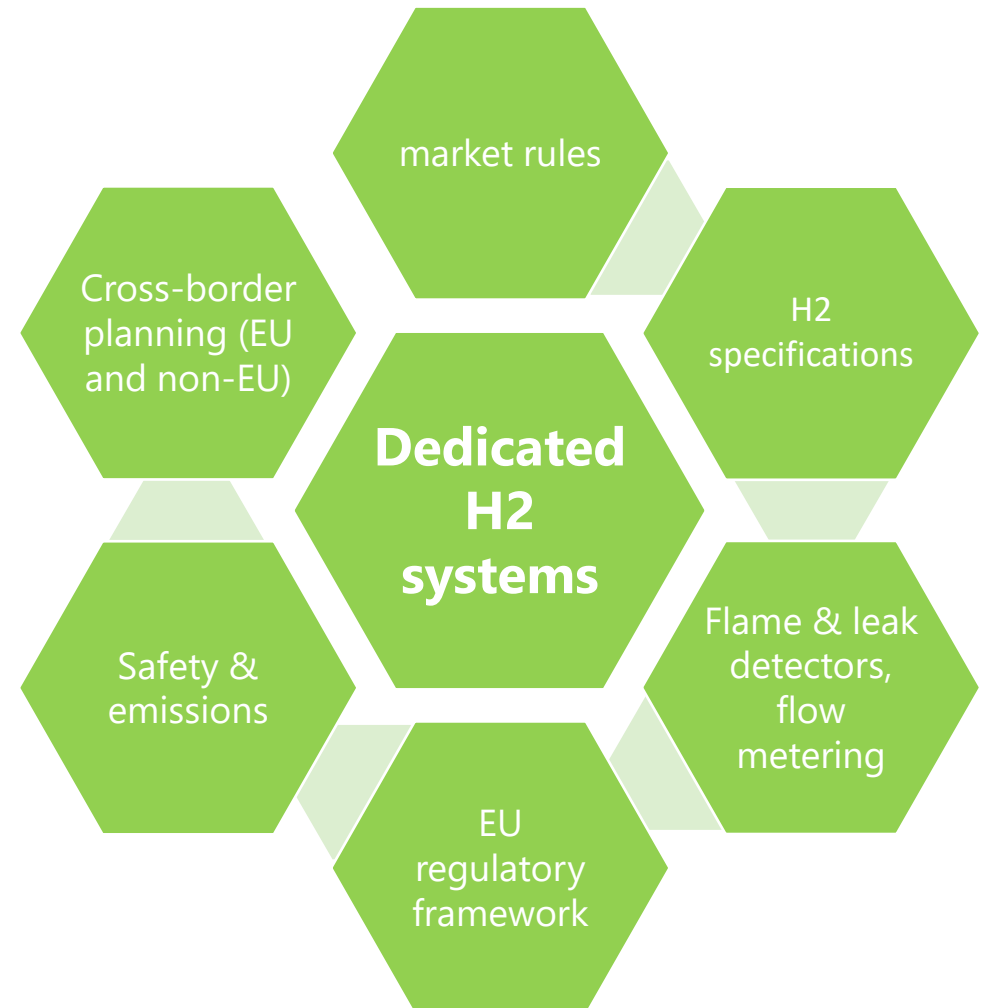 market rules
Cross-border
planning (EU
and non-EU)
H2
specifications
Dedicated
H2
systems
Safety &
emissions
Flame & leak
detectors,
flow
metering
EU
regulatory
framework